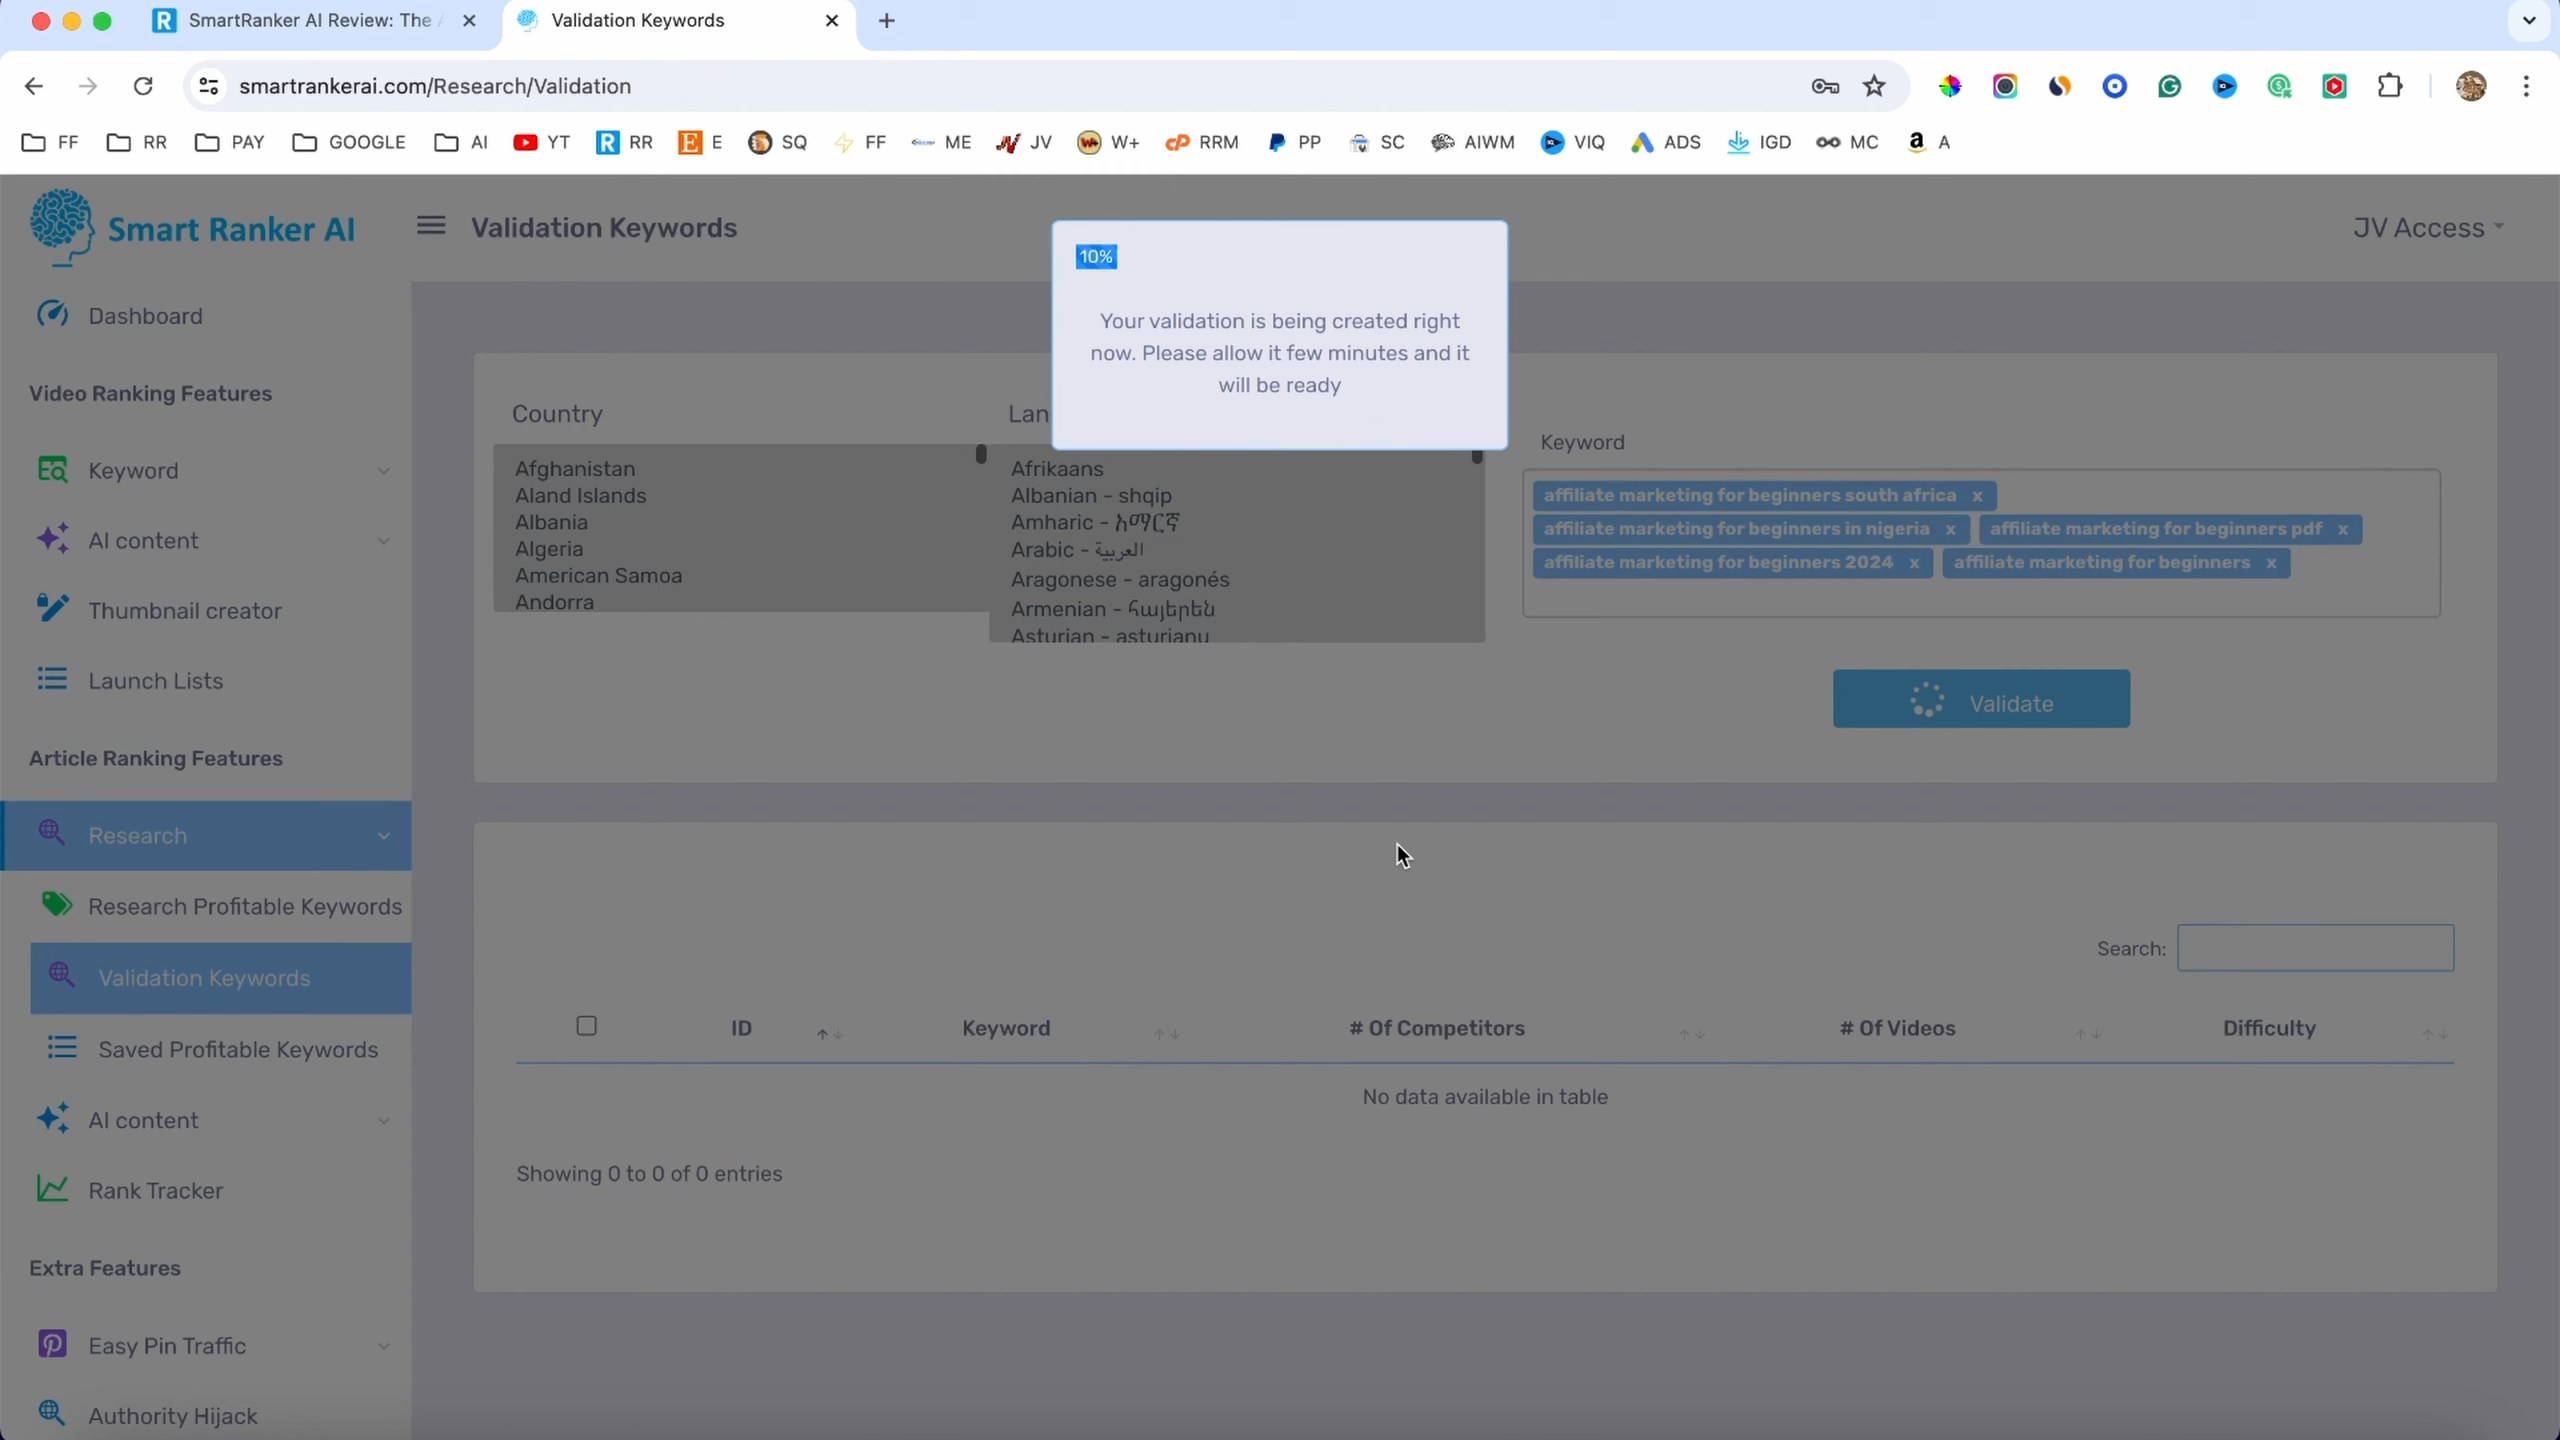 SmartRanker AI Review: The
Validation Keywords
smartrankerai.com/Research/Validation
FF
RR
PAY
GOOGLE
AI
YT
RR
E
SQ
FF
ME
JV
W+
RRM
PP
SC
AIWM
VIQ
ADS
IGD
MC
A
Smart Ranker AI
Validation Keywords
JV Access
10%
Your validation is being created right
now. Please allow it few minutes and it
will be ready
Dashboard
Video Ranking Features
Keyword
AI content
Thumbnail creator
Launch Lists
Article Ranking Features
Research
Research Profitable Keywords
Validation Keywords
Saved Profitable Keywords
AI content
Rank Tracker
Extra Features
Easy Pin Traffic
Authority Hijack
Country
Afghanistan
Aland Islands
Albania
Algeria
American Samoa
Andorra
Lan
Afrikaans
Albanian - shqip
Amharic - አማርኛ
Arabic - العربية
Aragonese - aragonés
Armenian - հայերեն
Asturian - asturianu
Keyword
affiliate marketing for beginners south africa x
affiliate marketing for beginners in nigeria x affiliate marketing for beginners pdf x
affiliate marketing for beginners 2024 x affiliate marketing for beginners x
Validate
Search:
ID Keyword # Of Competitors # Of Videos Difficulty
No data available in table
Showing 0 to 0 of 0 entries